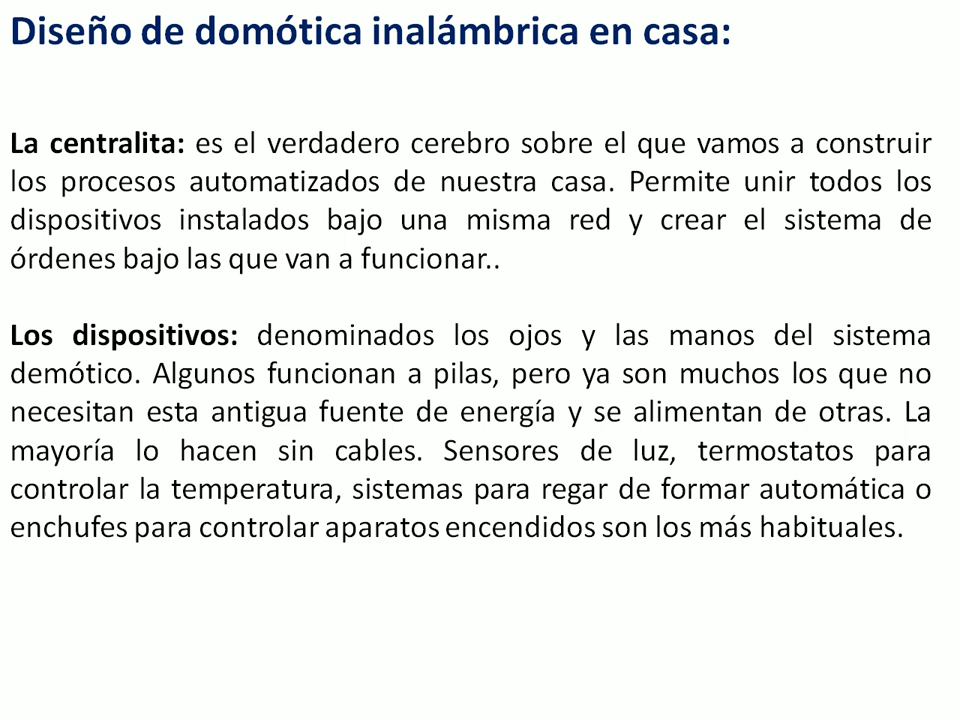 Diseño de domótica inalámbrica en casa:
La centralita: es el verdadero cerebro sobre el que vamos a construir
los procesos automatizados de nuestra casa. Permite unir todos los
dispositivos instalados bajo una misma red y crear el sistema de
órdenes bajo las que van a funcionar..
Los dispositivos: denominados los ojos y las manos del sistema
demótico. Algunos funcionan a pilas, pero ya son muchos los que no
necesitan esta antigua fuente de energía y se alimentan de otras. La
mayoría lo hacen sin cables. Sensores de luz, termostatos para
controlar la temperatura, sistemas para regar de formar automática o
enchufes para controlar aparatos encendidos son los más habituales.